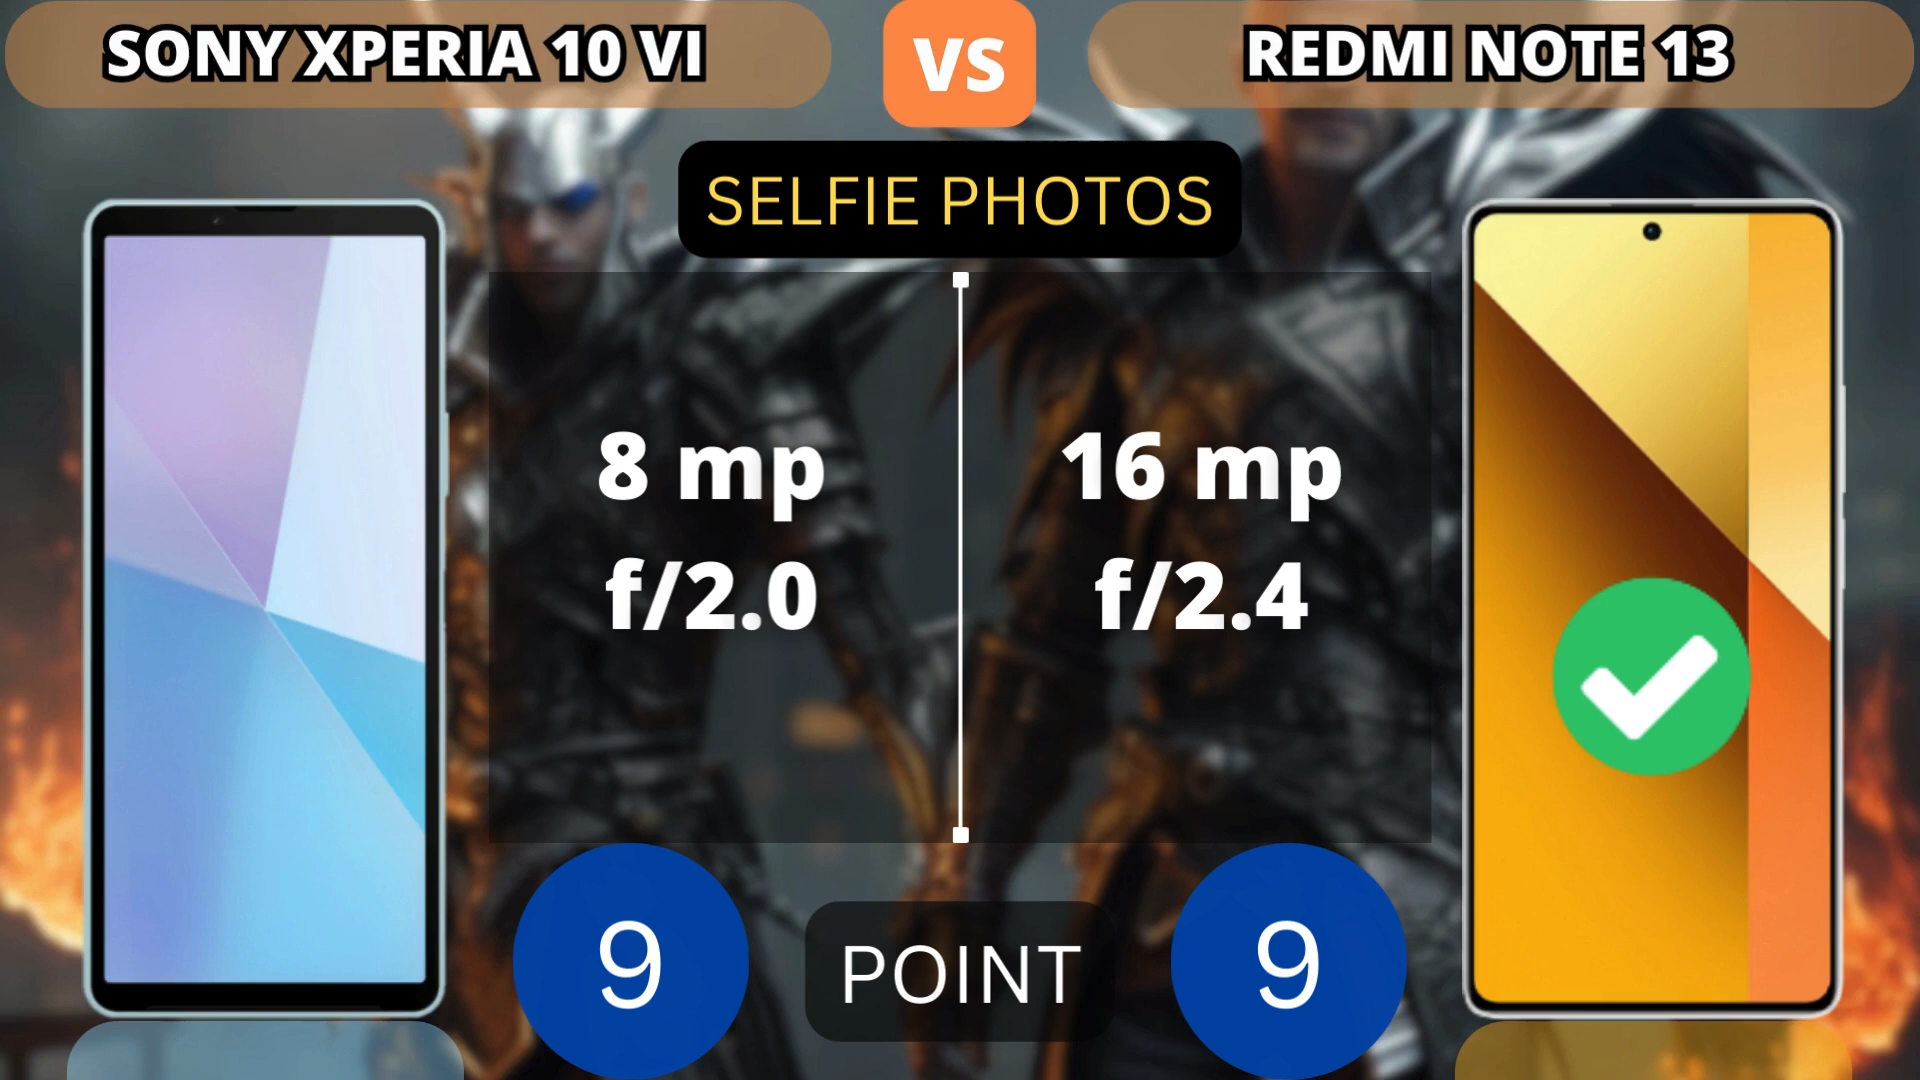 SONY XPERIA 10 VI
VS
REDMI NOTE 13
SELFIE PHOTOS
8 mp
f/2.0
16 mp
f/2.4
9
POINT
9